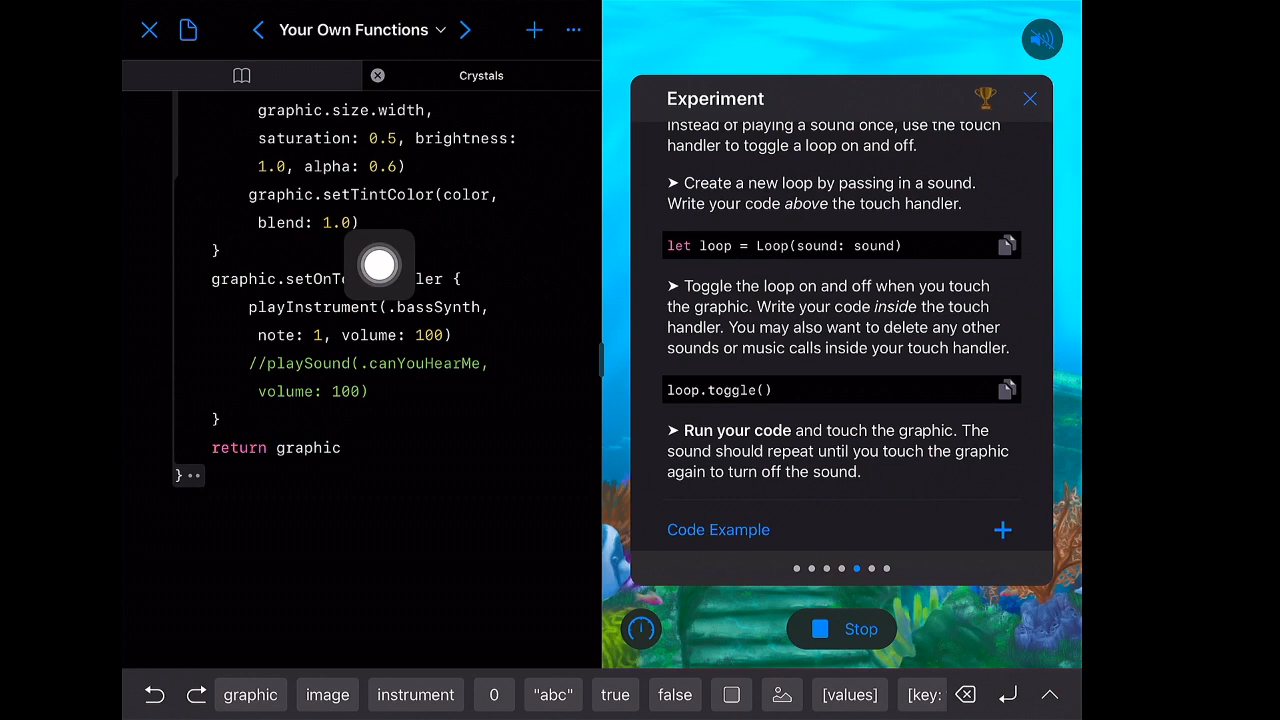 Your Own Functions
Crystals
graphic.size.width,
saturation: 0.5, brightness:
1.0, alpha: 0.6)
graphic.setTintColor(color,
blend: 1.0)
}
graphic.setOnTo ler {
playInstrument(.bassSynth,
note: 1, volume: 100)
//playSound(.canYouHearMe,
volume: 100)
}
return graphic
}
Experiment
Instead of playing a sound once, use the touch
handler to toggle a loop on and off.
➤ Create a new loop by passing in a sound.
Write your code above the touch handler.
let loop = Loop(sound: sound)
➤ Toggle the loop on and off when you touch
the graphic. Write your code inside the touch
handler. You may also want to delete any other
sounds or music calls inside your touch handler.
loop.toggle()
➤ Run your code and touch the graphic. The
sound should repeat until you touch the graphic
again to turn off the sound.
Code Example
Stop
graphic image instrument 0 "abc" true false [values] [key: